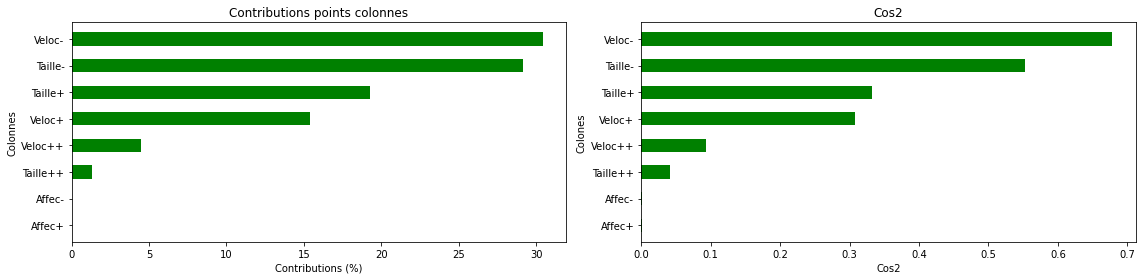 Contributions points colonnes
Colonnes
Veloc-
Taille-
Taille+
Veloc+
Veloc++
Taille++
Affec-
Affec+
0 5 10 15 20 25 30
Contributions (%)
Cos2
Colones
Veloc-
Taille-
Taille+
Veloc+
Veloc++
Taille++
Affec-
Affec+
0.0 0.1 0.2 0.3 0.4 0.5 0.6 0.7
Cos2